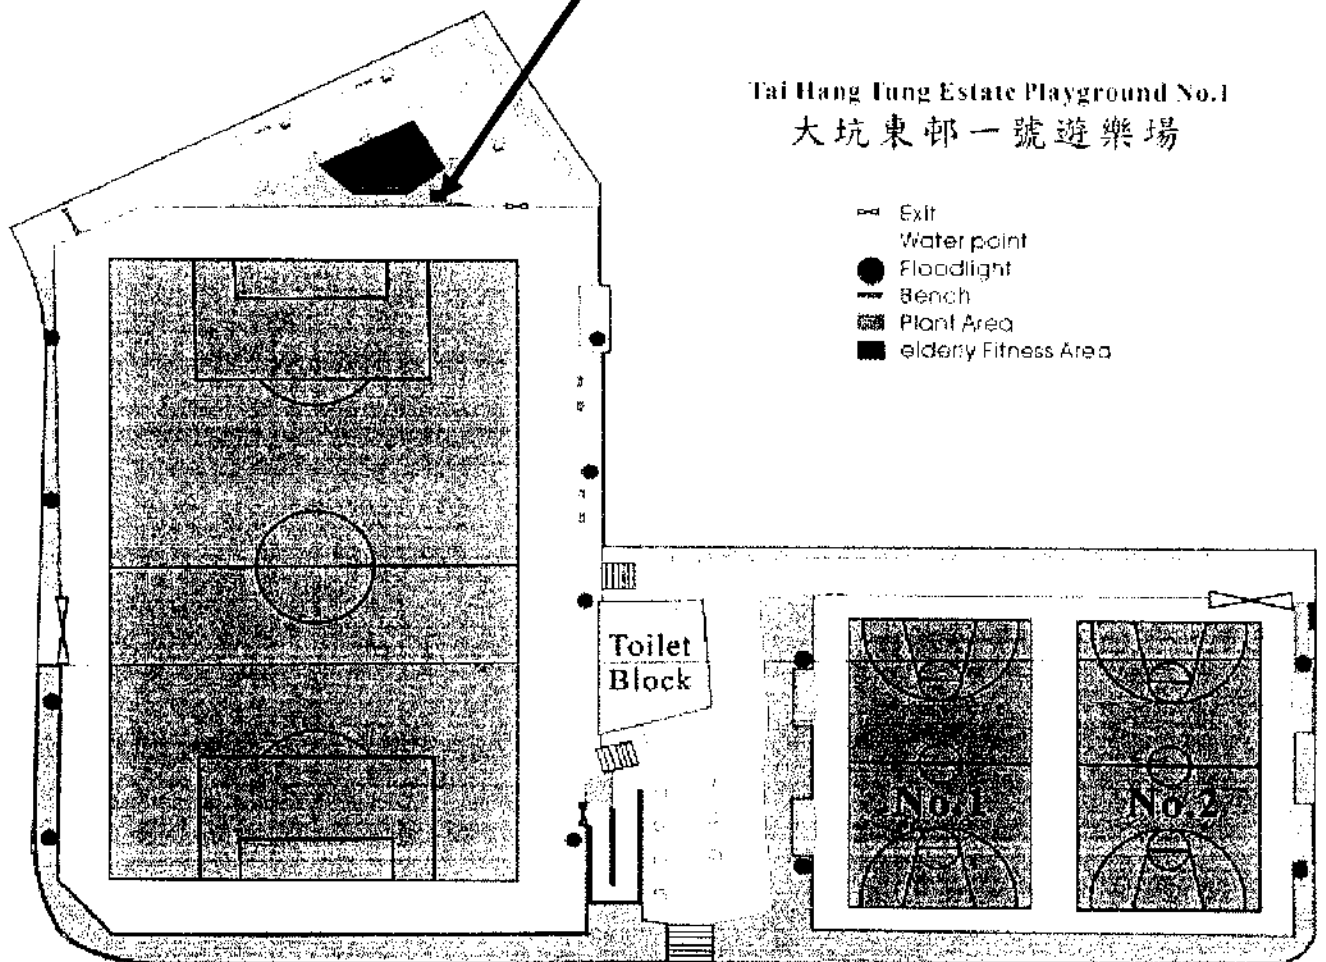 Tai Hang Tung Estate Playground No.1
大坑東邨一號遊樂場
Exit
Water point
Floodlight
Bench
Plant Area
elderly Fitness Area
Toilet
Block
No.1
No.2